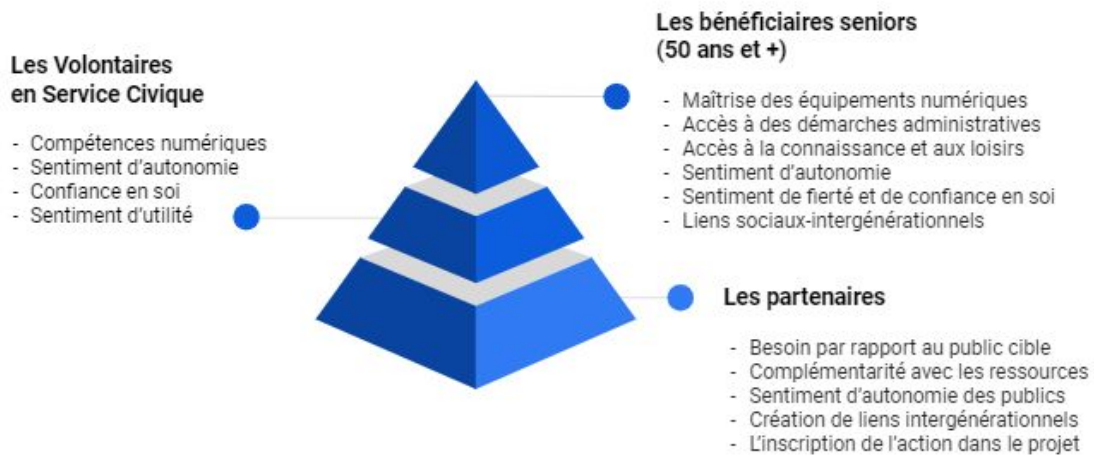 Les Volontaires
en Service Civique
- Compétences numériques
- Sentiment d'autonomie
- Confiance en soi
- Sentiment d'utilité
Les bénéficiaires seniors
(50 ans et +)
- Maîtrise des équipements numériques
- Accès à des démarches administratives
- Accès à la connaissance et aux loisirs
- Sentiment d'autonomie
- Sentiment de fierté et de confiance en soi
- Liens sociaux-intergénérationnels
Les partenaires
- Besoin par rapport au public cible
- Complémentarité avec les ressources
- Sentiment d'autonomie des publics
- Création de liens intergénérationnels
- L'inscription de l'action dans le projet